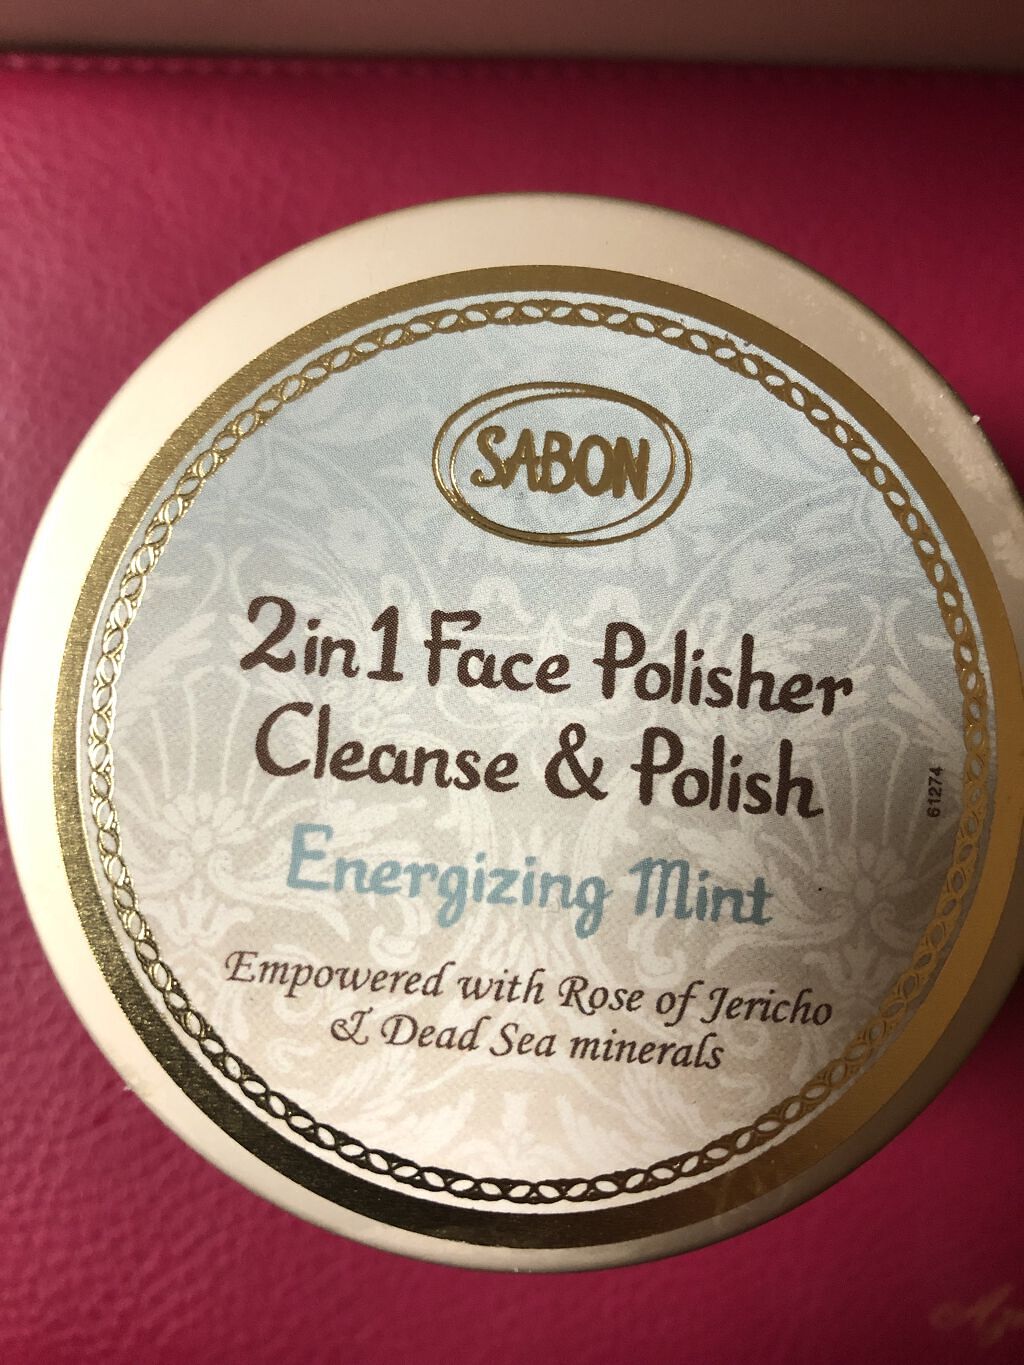 SABON
2in1 Face Polisher
Cleanse & Polish
61274
Energizing Mint
Empowered with Rose of Jericho
& Dead Sea minerals